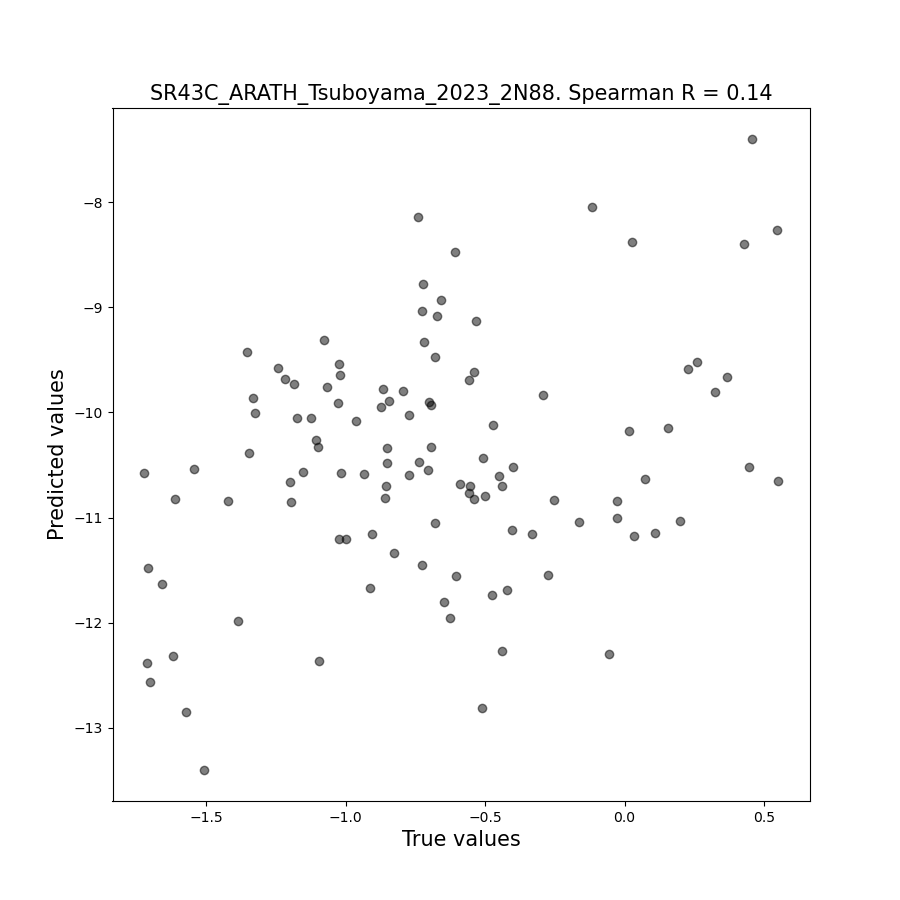 SR43C_ARATH_Tsuboyama_2023_2N88. Spearman R = 0.14
−8
−9
−10
−11
−12
−13
Predicted values
−1.5 −1.0 −0.5 0.0 0.5
True values